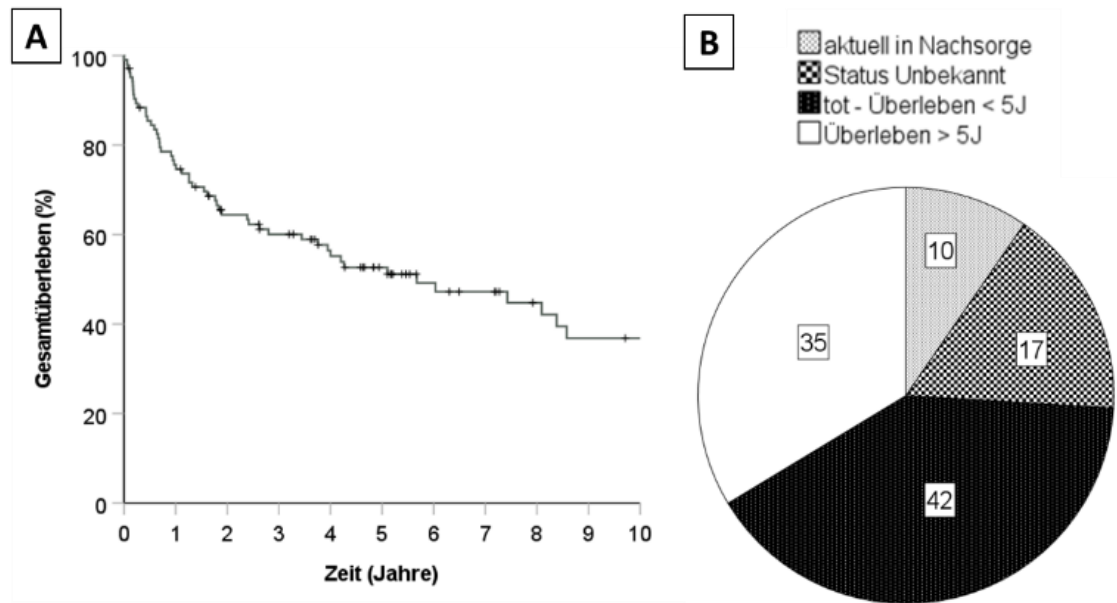 A
100
80
60
40
20
0
Gesamtüberleben (%)
0 1 2 3 4 5 6 7 8 9 10
Zeit (Jahre)
B
aktuell in Nachsorge
Status Unbekannt
tot - Überleben < 5J
Überleben > 5J
10
17
35
42